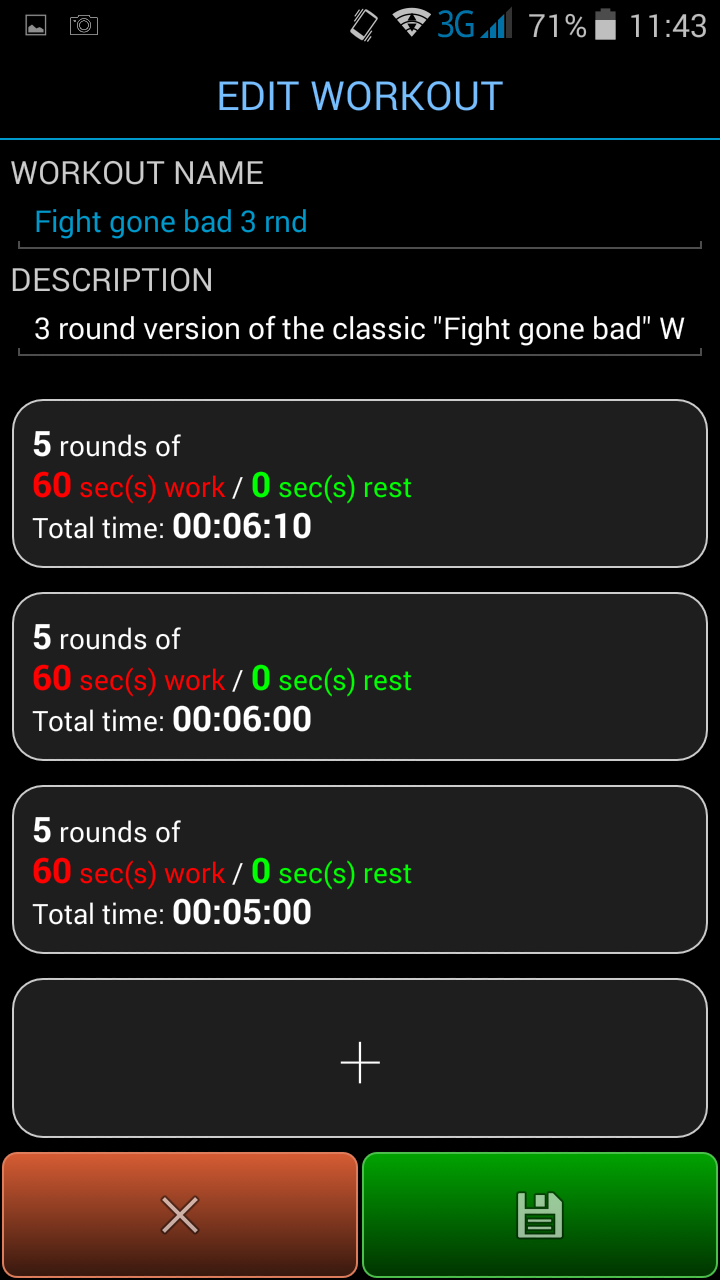 3G 71% 11:43
EDIT WORKOUT
WORKOUT NAME
Fight gone bad 3 rnd
DESCRIPTION
3 round version of the classic "Fight gone bad" W
5 rounds of
60 sec(s) work / 0 sec(s) rest
Total time: 00:06:10
5 rounds of
60 sec(s) work / 0 sec(s) rest
Total time: 00:06:00
5 rounds of
60 sec(s) work / 0 sec(s) rest
Total time: 00:05:00